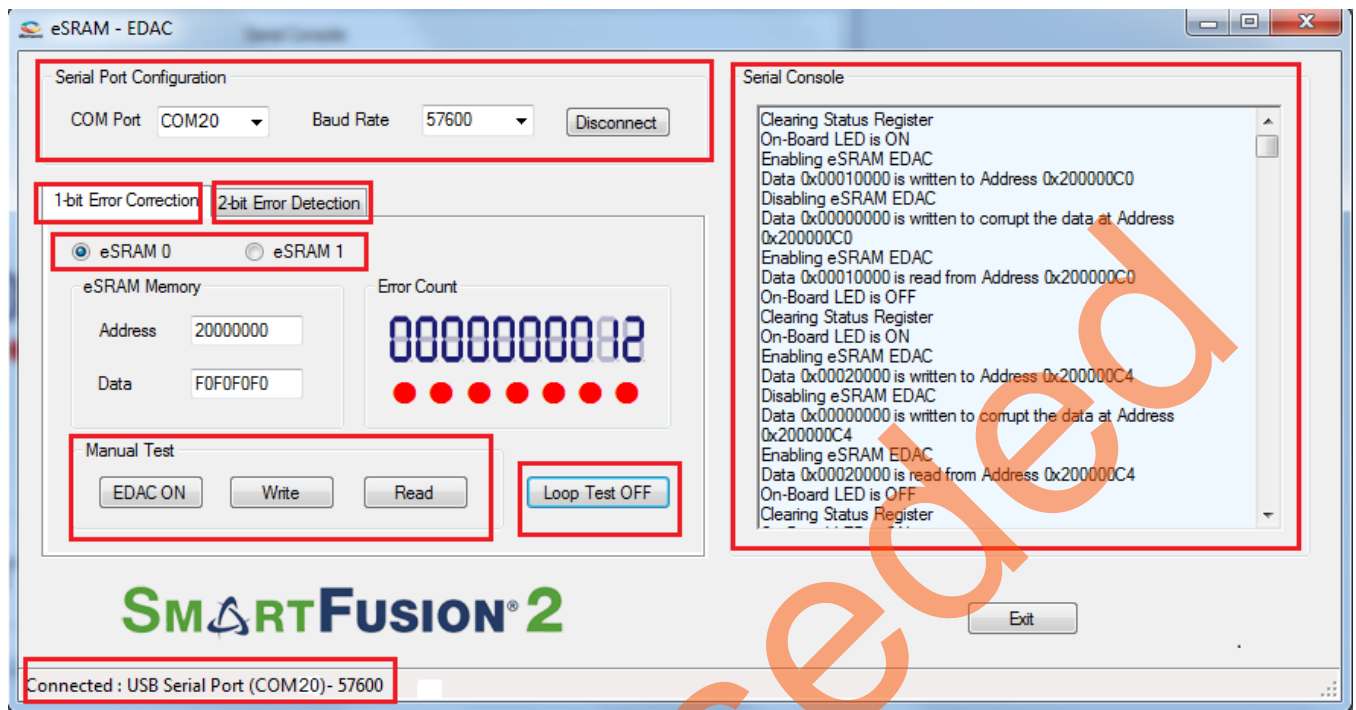 eSRAM - EDAC
Serial Port Configuration
COM Port COM20 Baud Rate 57600 Disconnect
1-bit Error Correction 2-bit Error Detection
eSRAM 0 eSRAM 1
eSRAM Memory
Address 20000000
Data F0F0F0F0
Error Count
0000000012
Manual Test
EDAC ON Write Read
Loop Test OFF
Serial Console
Clearing Status Register
On-Board LED is ON
Enabling eSRAM EDAC
Data 0x00010000 is written to Address 0x200000C0
Disabling eSRAM EDAC
Data 0x00000000 is written to corrupt the data at Address
0x200000C0
Enabling eSRAM EDAC
Data 0x00010000 is read from Address 0x200000C0
On-Board LED is OFF
Clearing Status Register
On-Board LED is ON
Enabling eSRAM EDAC
Data 0x00020000 is written to Address 0x200000C4
Disabling eSRAM EDAC
Data 0x00000000 is written to corrupt the data at Address
0x200000C4
Enabling eSRAM EDAC
Data 0x00020000 is read from Address 0x200000C4
On-Board LED is OFF
Clearing Status Register
SMARTFUSION® 2
Exit
Connected : USB Serial Port (COM20)- 57600
seded